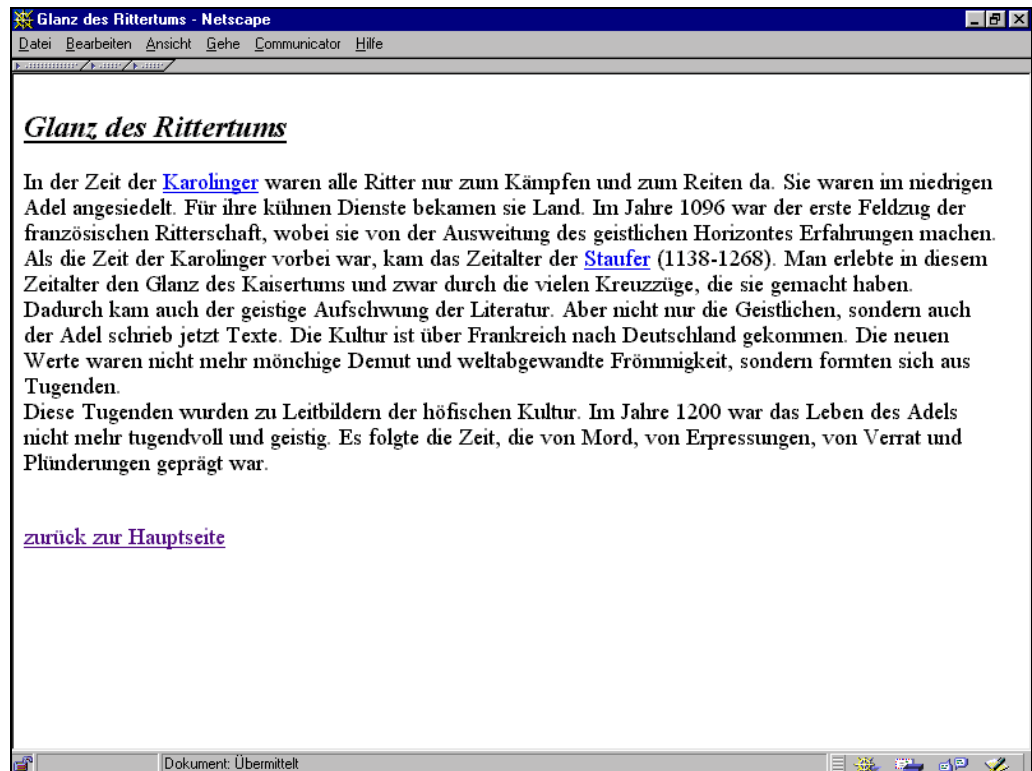 Glanz des Rittertums - Netscape
Datei Bearbeiten Ansicht Gehe Communicator Hilfe
Glanz des Rittertums
In der Zeit der Karolinger waren alle Ritter nur zum Kämpfen und zum Reiten da. Sie waren im niedrigen
Adel angesiedelt. Für ihre kühnen Dienste bekamen sie Land. Im Jahre 1096 war der erste Feldzug der
französischen Ritterschaft, wobei sie von der Ausweitung des geistlichen Horizontes Erfahrungen machen.
Als die Zeit der Karolinger vorbei war, kam das Zeitalter der Staufer (1138-1268). Man erlebte in diesem
Zeitalter den Glanz des Kaisertums und zwar durch die vielen Kreuzzüge, die sie gemacht haben.
Dadurch kam auch der geistige Aufschwung der Literatur. Aber nicht nur die Geistlichen, sondern auch
der Adel schrieb jetzt Texte. Die Kultur ist über Frankreich nach Deutschland gekommen. Die neuen
Werte waren nicht mehr mönchige Demut und weltabgewandte Frömmigkeit, sondern formten sich aus
Tugenden.
Diese Tugenden wurden zu Leitbildern der höfischen Kultur. Im Jahre 1200 war das Leben des Adels
nicht mehr tugendvoll und geistig. Es folgte die Zeit, die von Mord, von Erpressungen, von Verrat und
Plünderungen geprägt war.
zurück zur Hauptseite
Dokument: Übermittelt